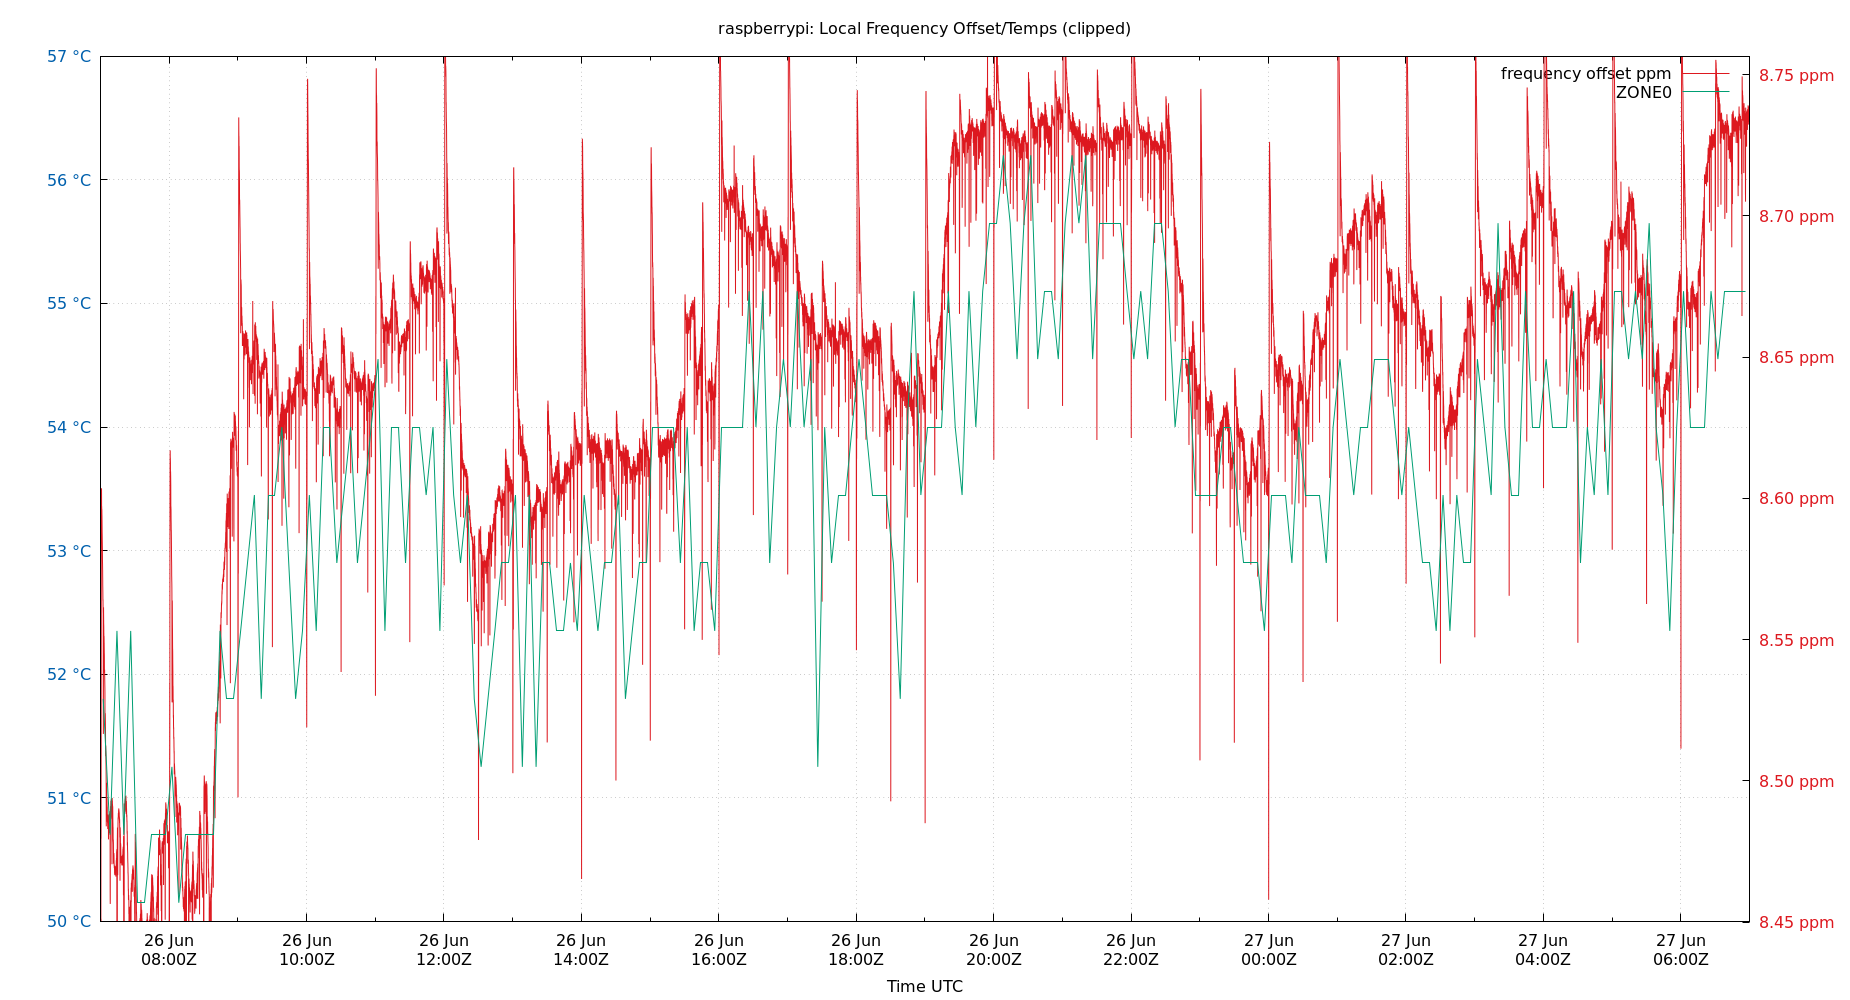 raspberrypi: Local Frequency Offset/Temps (clipped)
57 °C
56 °C
55 °C
54 °C
53 °C
52 °C
51 °C
50 °C
frequency offset ppm
ZONE0
8.75 ppm
8.70 ppm
8.65 ppm
8.60 ppm
8.55 ppm
8.50 ppm
8.45 ppm
26 Jun 26 Jun 26 Jun 26 Jun 26 Jun 26 Jun 26 Jun 26 Jun 27 Jun 27 Jun 27 Jun 27 Jun
08:00Z 10:00Z 12:00Z 14:00Z 16:00Z 18:00Z 20:00Z 22:00Z 00:00Z 02:00Z 04:00Z 06:00Z
Time UTC